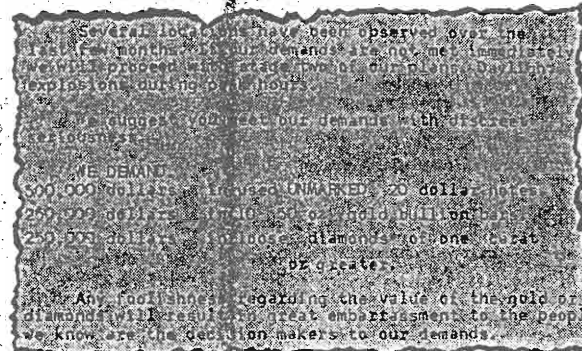 Several locations have been observed over the
last few months. If our demands are not met immediately
we will proceed with stage two of our plans. Daylight
explosions during hours.
We suggest you meet our demands with discreet
seriousness.
WE DEMAND
500,000 dollars in used UNMARKED 20 dollar notes
250,000 dollars in 10 - 50 oz gold bullion bars
250,000 dollars in loose diamonds of one carat
or greater.
Any foolishness regarding the value of the gold or
diamonds will result in great embarrassment to the people
we know are the decision makers to our demands.